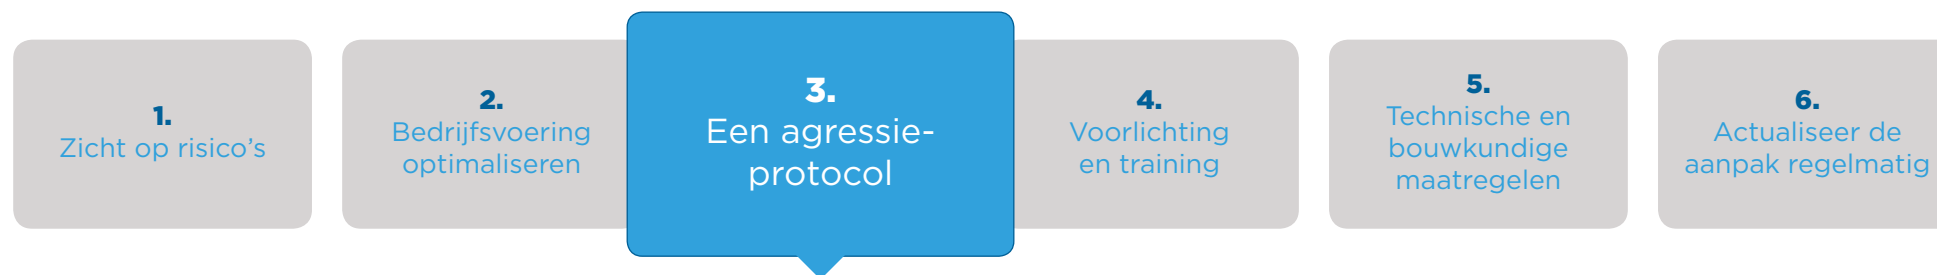 1.
Zicht op risico's
2.
Bedrijfsvoering
optimaliseren
3.
Een agressie-
protocol
4.
Voorlichting
en training
5.
Technische en
bouwkundige
maatregelen
6.
Actualiseer de
aanpak regelmatig